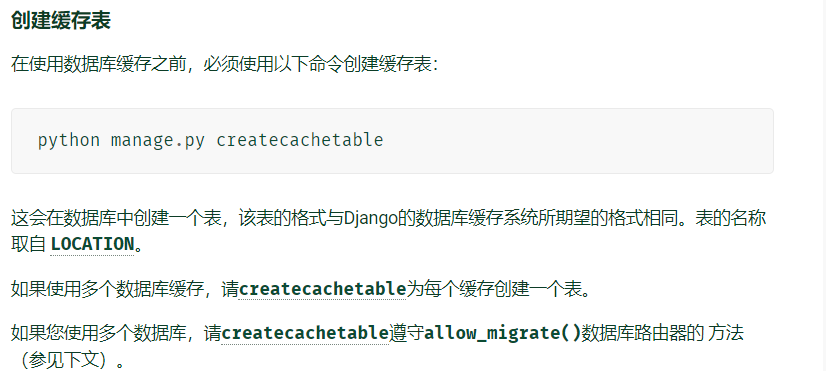 创建缓存表
在使用数据库缓存之前，必须使用以下命令创建缓存表：
python manage.py createcachetable
这会在数据库中创建一个表，该表的格式与Django的数据库缓存系统所期望的格式相同。表的名称
取自 LOCATION。
如果使用多个数据库缓存，请createcachetable为每个缓存创建一个表。
如果您使用多个数据库，请createcachetable遵守allow_migrate()数据库路由器的 方法
（参见下文）。